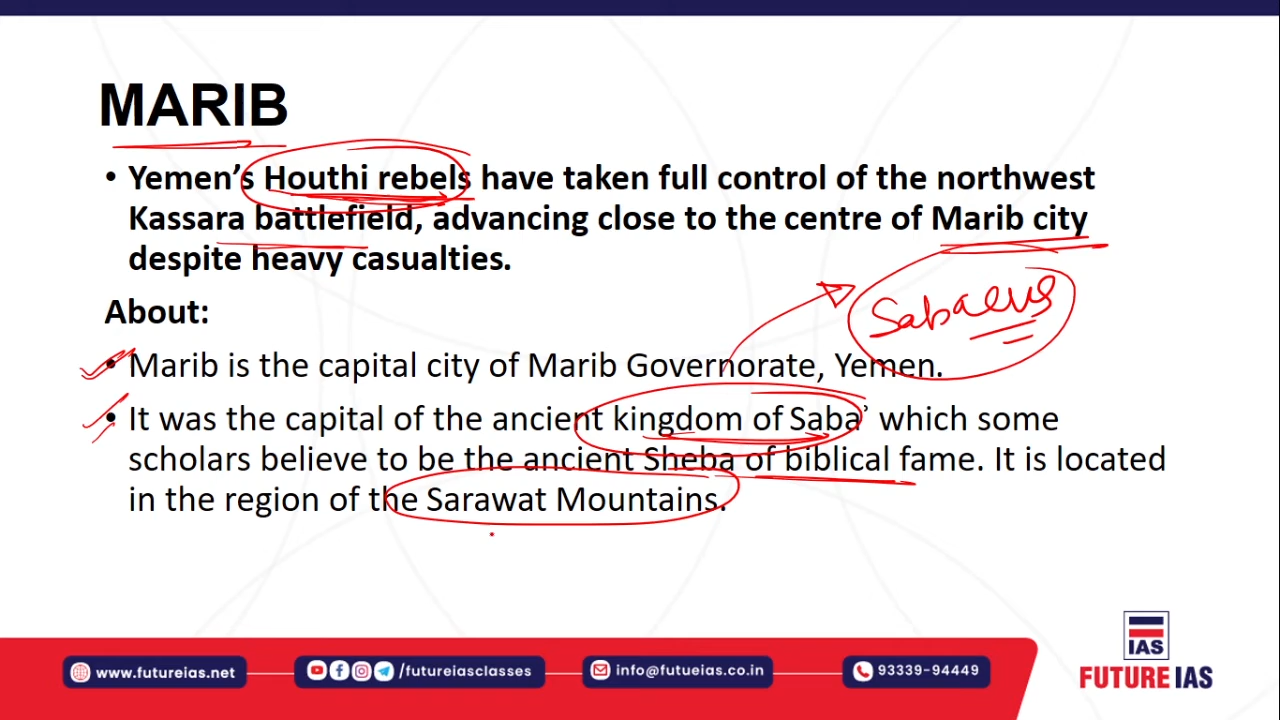 MARIB
• Yemen’s Houthi rebels have taken full control of the northwest
Kassara battlefield, advancing close to the centre of Marib city
despite heavy casualties.
Sabaeus
About:
• Marib is the capital city of Marib Governorate, Yemen.
• It was the capital of the ancient kingdom of Sabaʾ which some
scholars believe to be the ancient Sheba of biblical fame. It is located
in the region of the Sarawat Mountains.
IAS
www.futureias.net
/futureiasclasses
info@futueias.co.in
93339-94449
FUTURE IAS